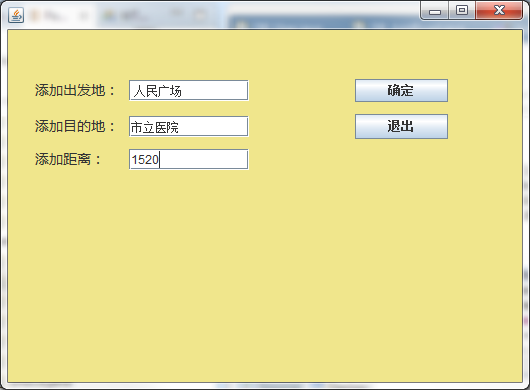 添加出发地： 人民广场 确定
添加目的地： 市立医院 退出
添加距离： 1520